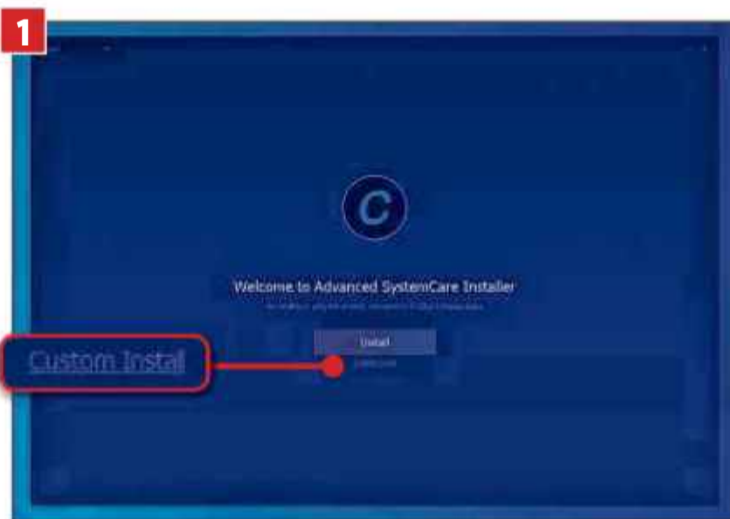 1
C
Welcome to Advanced SystemCare Installer
Install
Custom Install